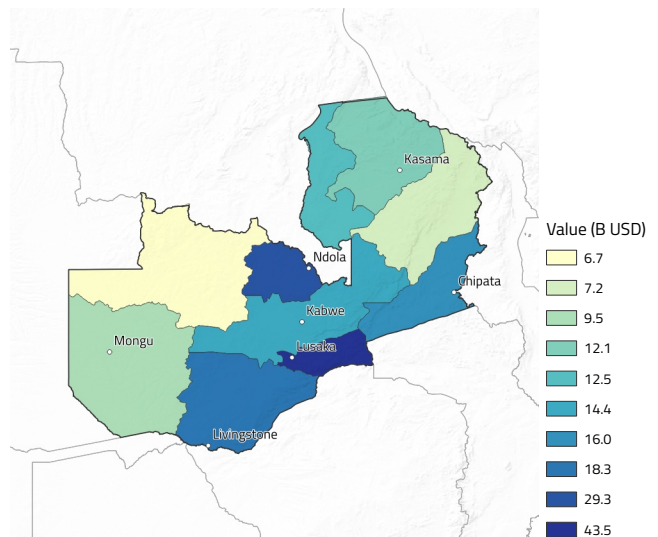 Kasama
Value (B USD)
6.7
7.2
9.5
12.1
12.5
14.4
16.0
18.3
29.3
43.5
Ndola
Chipata
Kabwe
Mongu
Lusaka
Livingstone